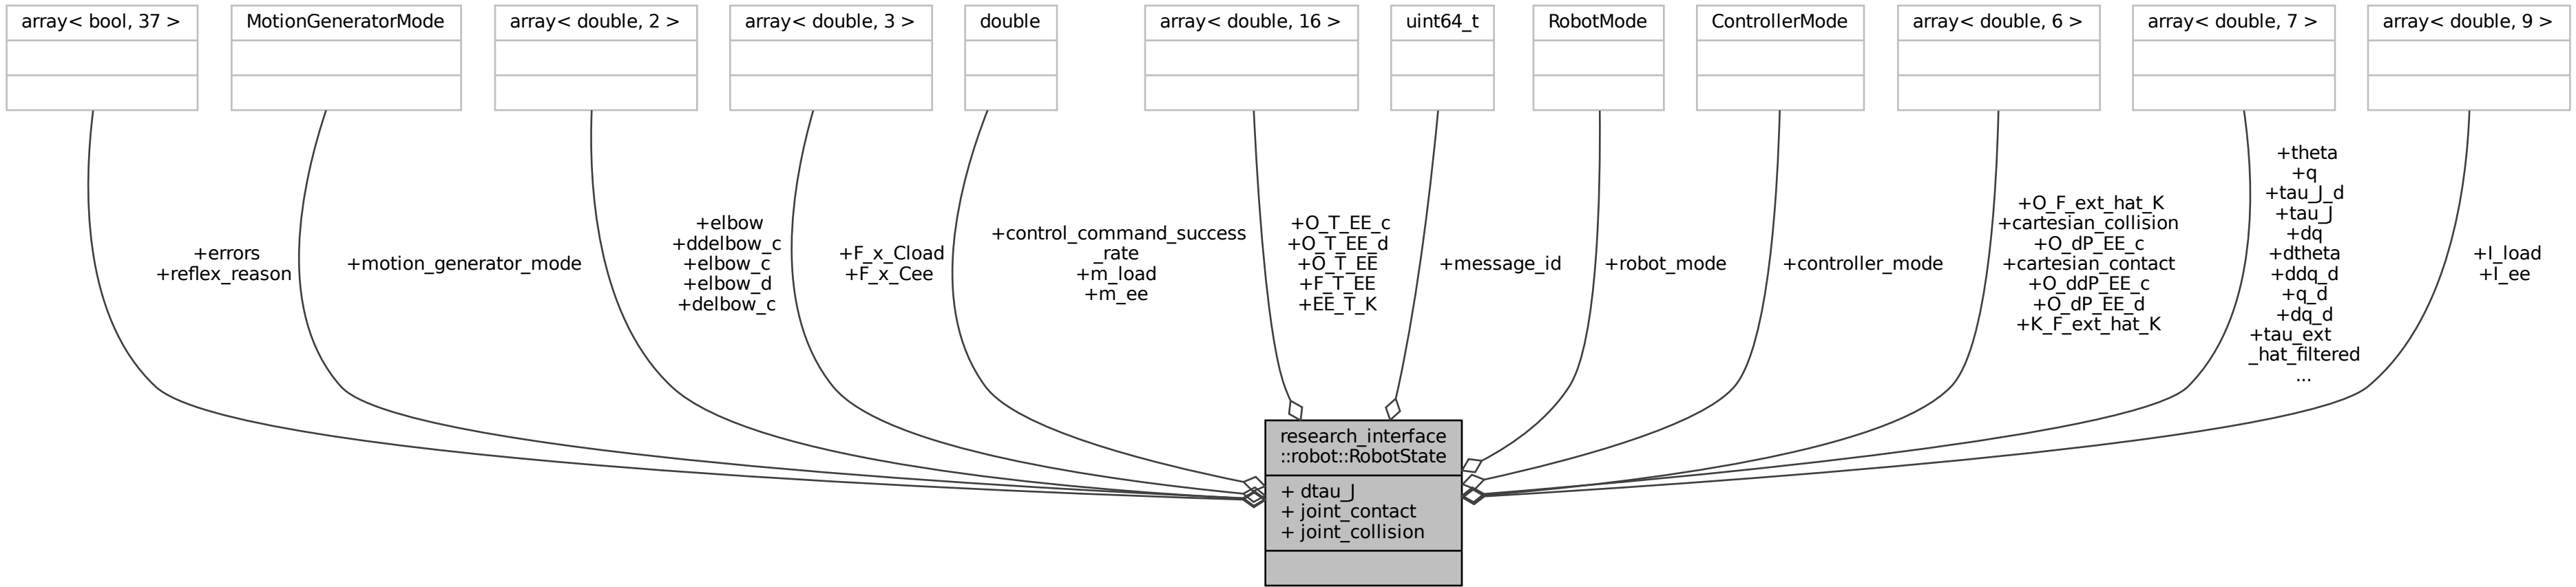 array< bool, 37 >
MotionGeneratorMode
array< double, 2 >
array< double, 3 >
double
array< double, 16 >
uint64_t
RobotMode
ControllerMode
array< double, 6 >
array< double, 7 >
array< double, 9 >
+errors
+reflex_reason
+motion_generator_mode
+elbow
+ddelbow_c
+elbow_c
+elbow_d
+delbow_c
+F_x_Cload
+F_x_Cee
+control_command_success
_rate
+m_load
+m_ee
+O_T_EE_c
+O_T_EE_d
+O_T_EE
+F_T_EE
+EE_T_K
+message_id
+robot_mode
+controller_mode
+O_F_ext_hat_K
+cartesian_collision
+O_dP_EE_c
+cartesian_contact
+O_ddP_EE_c
+O_dP_EE_d
+K_F_ext_hat_K
+theta
+q
+tau_J_d
+tau_J
+dq
+dtheta
+ddq_d
+q_d
+dq_d
+tau_ext
_hat_filtered
...
+I_load
+I_ee
research_interface
::robot::RobotState
+ dtau_J
+ joint_contact
+ joint_collision